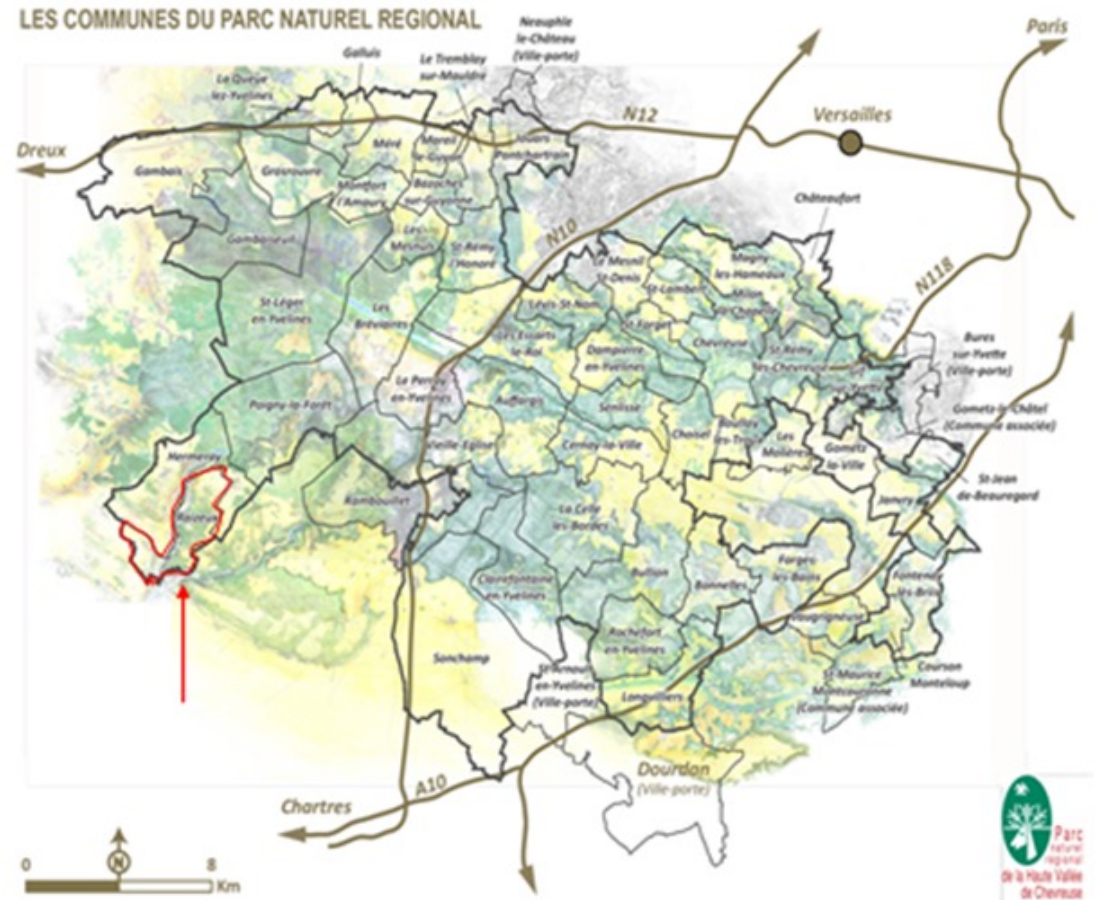 LES COMMUNES DU PARC NATUREL REGIONAL
Neauphle
le-Château
(Ville-porte)
Paris
Galluis
Le Tremblay
sur-Mauldre
La Queue
lez-Yvelines
N12
Versailles
Dreux
Gambais
Grosrouvre
Méré
Mareil
le-Guyon
Jouars
Pontchartrain
Montfort
l'Amaury
Bazoches
sur-Guyonne
Châteaufort
Gambaiseuil
Les
Mesnuls
St-Rémy
l'Honoré
N10
Le Mesnil
St-Denis
Magny
les-Hameaux
N118
St-Lambert
Milon
la-Chapelle
St-Léger
en-Yvelines
Les
Bréviaires
Lévis-St-Nom
St-Forget
Les Essarts
le-Roi
Chevreuse
St-Rémy
lès-Chevreuse
Dampierre
en-Yvelines
Bures
sur-Yvette
(Ville-porte)
Gif
sur-Yvette
Le Perray
en-Yvelines
Auffargis
Senlisse
Poigny-la-Forêt
Gometz-le-Châtel
(Commune associée)
Vieille-Eglise
Cernay-la-Ville
Choisel
Boullay
les-Troux
Les
Molières
Gometz
la-Ville
Hermeray
Raizeux
Rambouillet
La Celle
les-Bordes
Janvry
St-Jean
de-Beauregard
Clairefontaine
en-Yvelines
Bullion
Bonnelles
Forges
les-Bains
Fontenay
lès-Briis
Vaugrigneuse
Rochefort
en-Yvelines
Sonchamp
St-Arnoult
en-Yvelines
(Ville-porte)
Longvilliers
St-Maurice
Montcouronne
(Commune associée)
Courson
Monteloup
Dourdan
(Ville-porte)
A10
Chartres
N
0 8
Km
Parc
naturel
régional
de la Haute Vallée
de Chevreuse